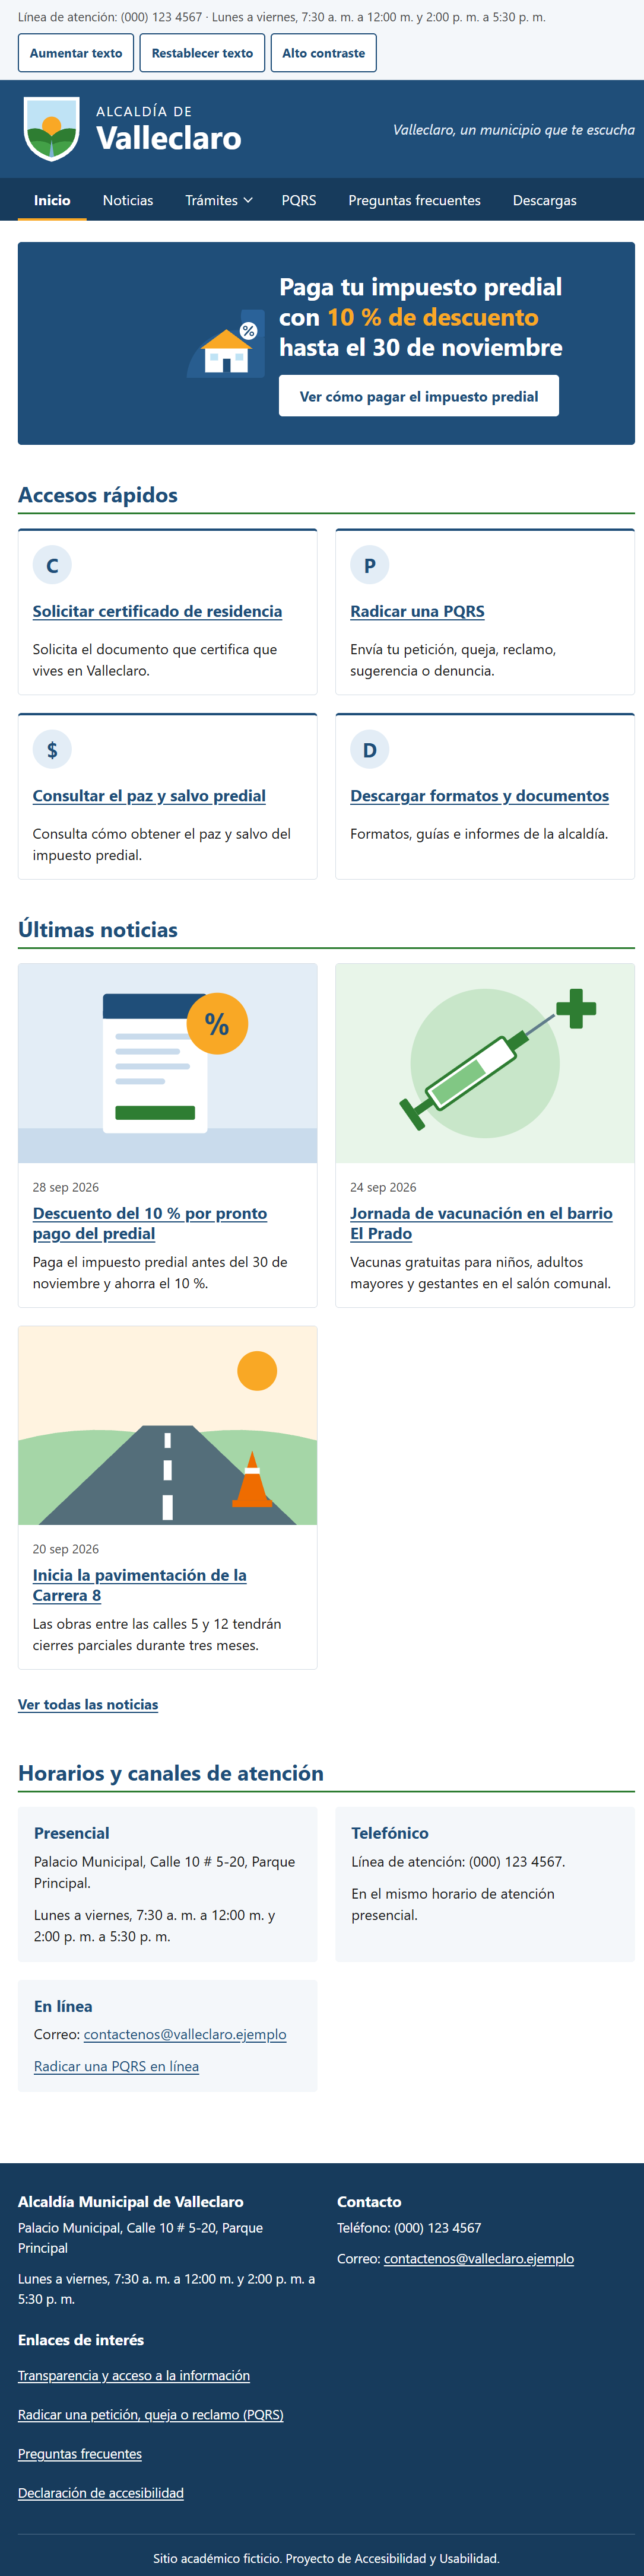 Línea de atención: (000) 123 4567 · Lunes a viernes, 7:30 a. m. a 12:00 m. y 2:00 p. m. a 5:30 p. m.
Aumentar texto
Restablecer texto
Alto contraste
ALCALDÍA DE
Valleclaro
Valleclaro, un municipio que te escucha
Inicio
Noticias
Trámites
PQRS
Preguntas frecuentes
Descargas
%
Paga tu impuesto predial
con 10 % de descuento
hasta el 30 de noviembre
Ver cómo pagar el impuesto predial
Accesos rápidos
C
Solicitar certificado de residencia
Solicita el documento que certifica que
vives en Valleclaro.
P
Radicar una PQRS
Envía tu petición, queja, reclamo,
sugerencia o denuncia.
$
Consultar el paz y salvo predial
Consulta cómo obtener el paz y salvo del
impuesto predial.
D
Descargar formatos y documentos
Formatos, guías e informes de la alcaldía.
Últimas noticias
%
28 sep 2026
Descuento del 10 % por pronto
pago del predial
Paga el impuesto predial antes del 30 de
noviembre y ahorra el 10 %.
24 sep 2026
Jornada de vacunación en el barrio
El Prado
Vacunas gratuitas para niños, adultos
mayores y gestantes en el salón comunal.
20 sep 2026
Inicia la pavimentación de la
Carrera 8
Las obras entre las calles 5 y 12 tendrán
cierres parciales durante tres meses.
Ver todas las noticias
Horarios y canales de atención
Presencial
Palacio Municipal, Calle 10 # 5-20, Parque
Principal.
Lunes a viernes, 7:30 a. m. a 12:00 m. y
2:00 p. m. a 5:30 p. m.
Telefónico
Línea de atención: (000) 123 4567.
En el mismo horario de atención
presencial.
En línea
Correo: contactenos@valleclaro.ejemplo
Radicar una PQRS en línea
Alcaldía Municipal de Valleclaro
Palacio Municipal, Calle 10 # 5-20, Parque
Principal
Lunes a viernes, 7:30 a. m. a 12:00 m. y 2:00 p. m. a
5:30 p. m.
Contacto
Teléfono: (000) 123 4567
Correo: contactenos@valleclaro.ejemplo
Enlaces de interés
Transparencia y acceso a la información
Radicar una petición, queja o reclamo (PQRS)
Preguntas frecuentes
Declaración de accesibilidad
Sitio académico ficticio. Proyecto de Accesibilidad y Usabilidad.